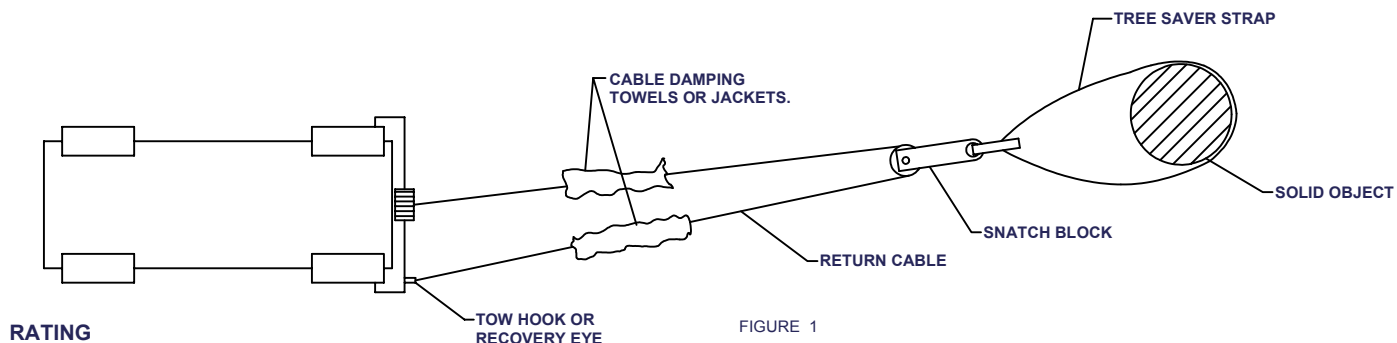 TREE SAVER STRAP
CABLE DAMPING
TOWELS OR JACKETS.
SOLID OBJECT
SNATCH BLOCK
RETURN CABLE
TOW HOOK OR
RECOVERY EYE
FIGURE 1
RATING